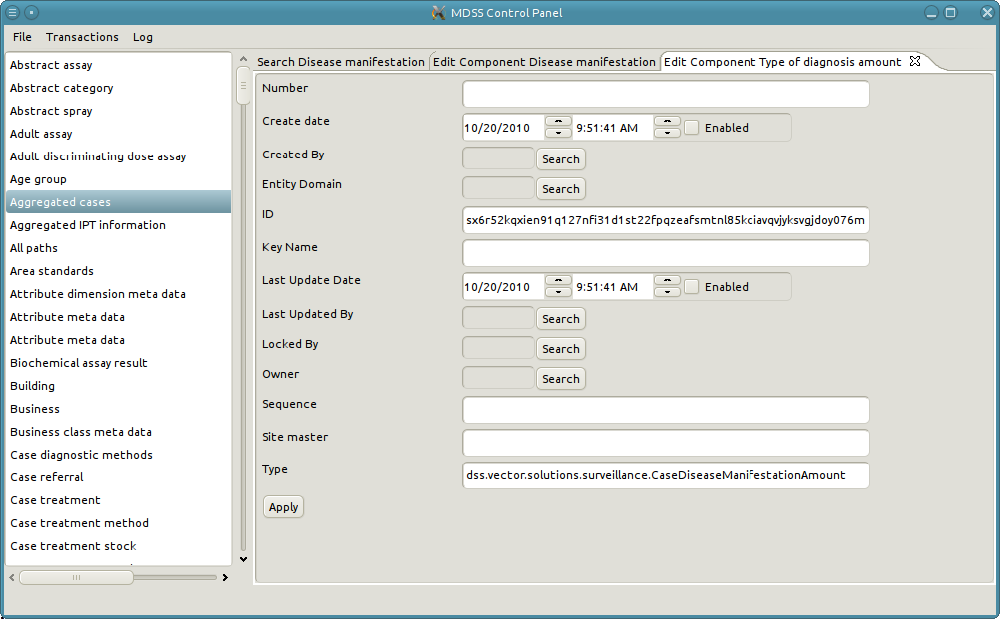 MDSS Control Panel
File Transactions Log
Abstract assay
Abstract category
Abstract spray
Adult assay
Adult discriminating dose assay
Age group
Aggregated cases
Aggregated IPT information
All paths
Area standards
Attribute dimension meta data
Attribute meta data
Attribute meta data
Biochemical assay result
Building
Business
Business class meta data
Case diagnostic methods
Case referral
Case treatment
Case treatment method
Case treatment stock
Search Disease manifestation Edit Component Disease manifestation Edit Component Type of diagnosis amount
Number
Create date 10/20/2010 9:51:41 AM Enabled
Created By Search
Entity Domain Search
ID sx6r52kqxien91q127nfi31d1st22fpqzeafsmtnl85kciavqvjyksvgjdoy076m
Key Name
Last Update Date 10/20/2010 9:51:41 AM Enabled
Last Updated By Search
Locked By Search
Owner Search
Sequence
Site master
Type dss.vector.solutions.surveillance.CaseDiseaseManifestationAmount
Apply